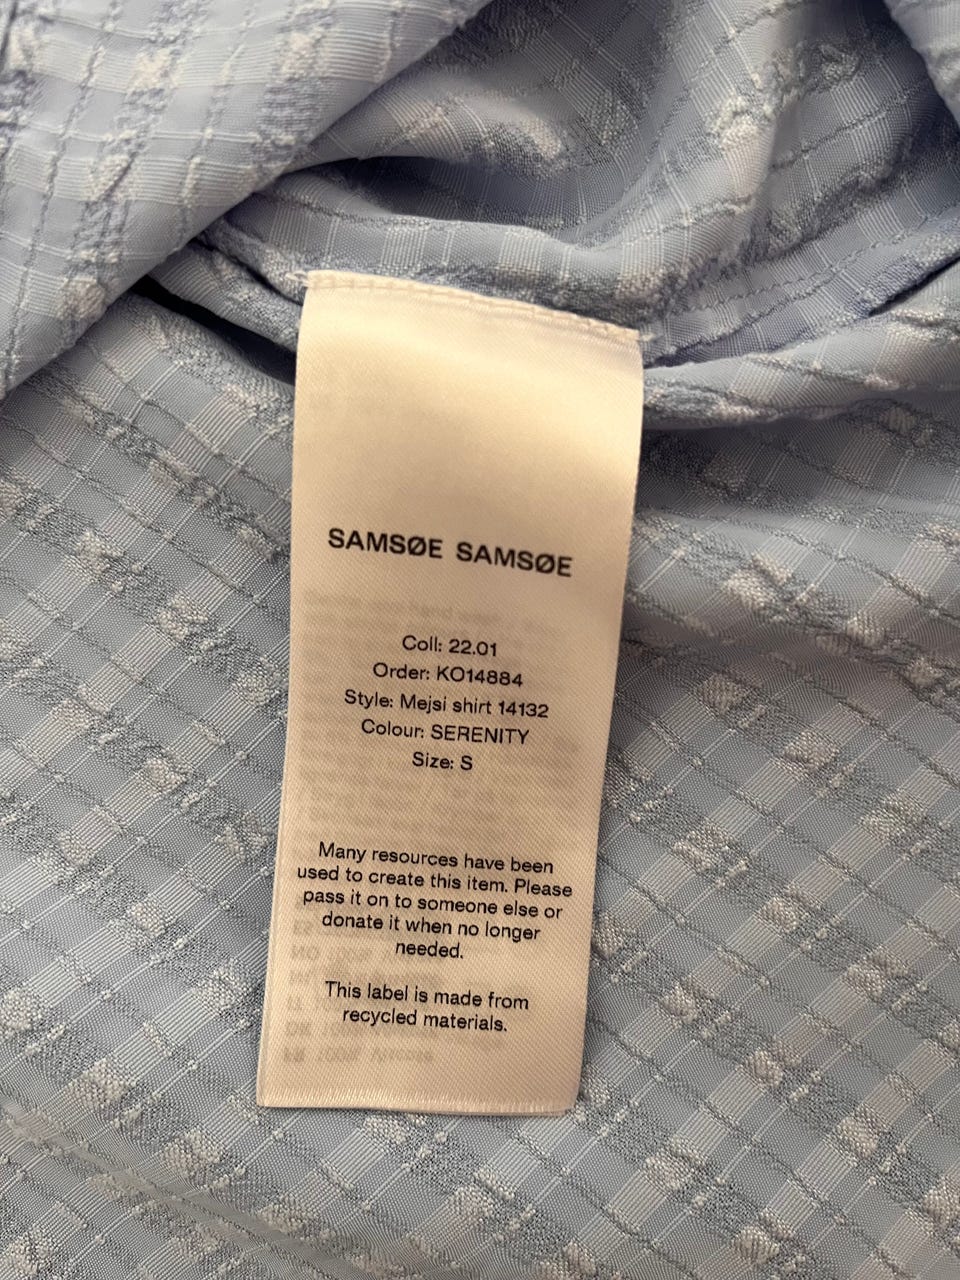 SAMSØE SAMSØE
Coll: 22.01
Order: KO14884
Style: Mejsi shirt 14132
Colour: SERENITY
Size: S
Many resources have been
used to create this item. Please
pass it on to someone else or
donate it when no longer
needed.
This label is made from
recycled materials.